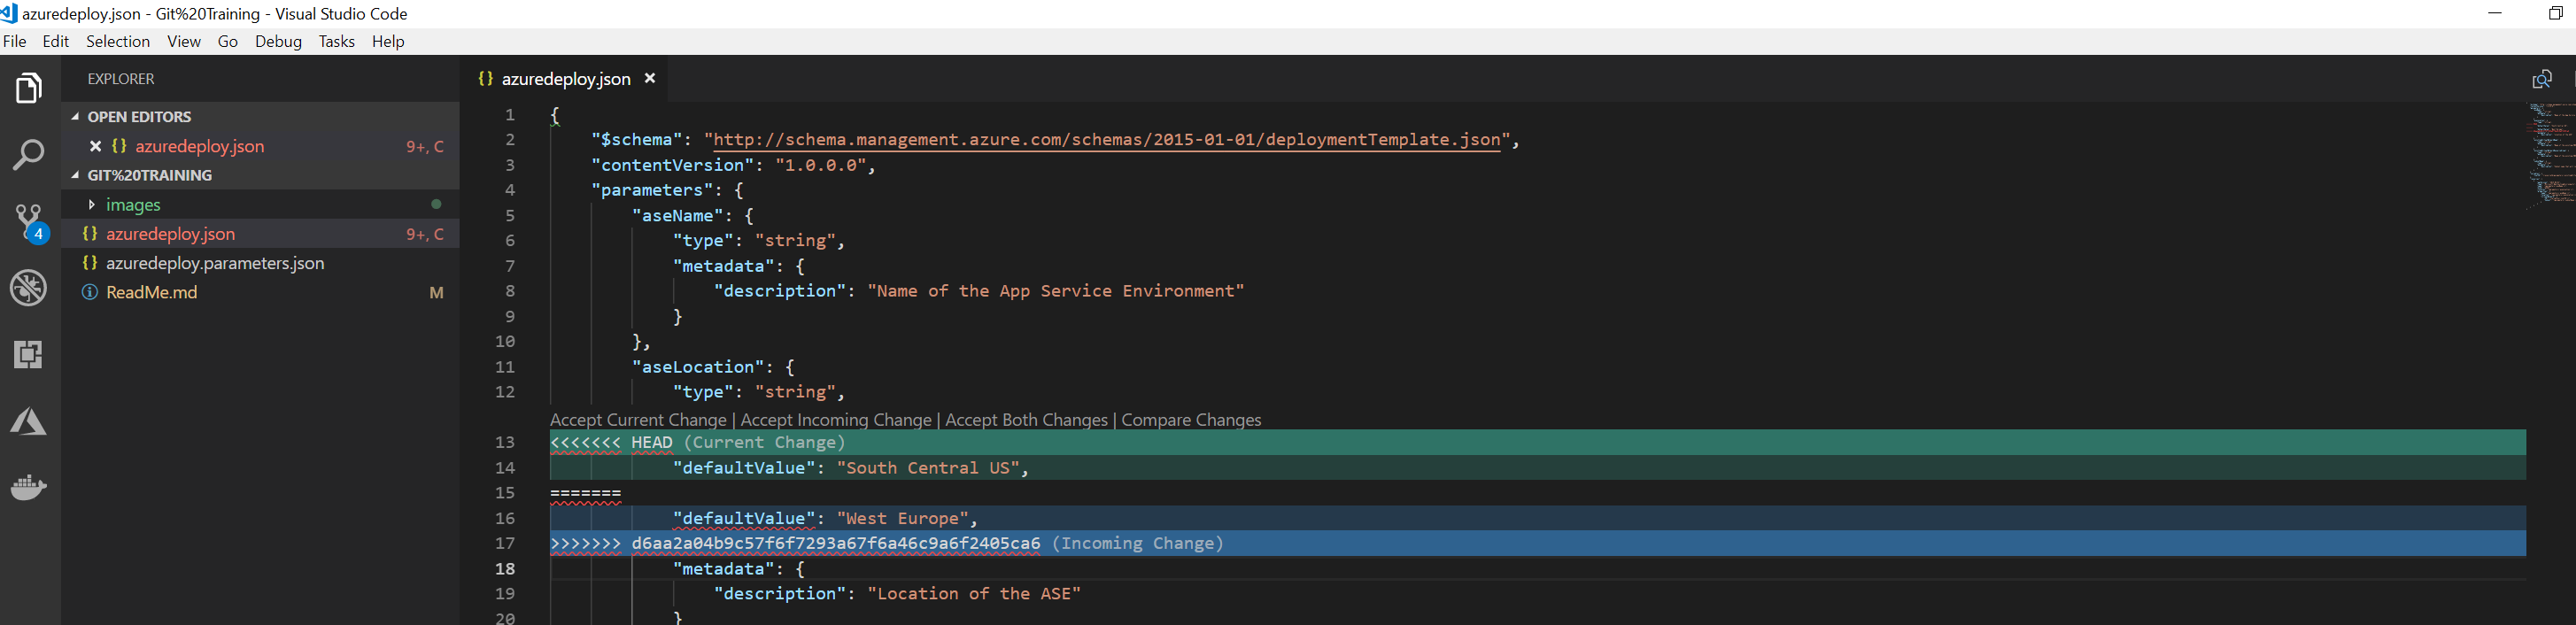 azuredeploy.json - Git%20Training - Visual Studio Code
File Edit Selection View Go Debug Tasks Help
EXPLORER
OPEN EDITORS
{} azuredeploy.json 9+, C
GIT%20TRAINING
images
{} azuredeploy.json 9+, C
{} azuredeploy.parameters.json
ReadMe.md M
4
{} azuredeploy.json
1 {
2 "$schema": "http://schema.management.azure.com/schemas/2015-01-01/deploymentTemplate.json",
3 "contentVersion": "1.0.0.0",
4 "parameters": {
5 "aseName": {
6 "type": "string",
7 "metadata": {
8 "description": "Name of the App Service Environment"
9 }
10 },
11 "aseLocation": {
12 "type": "string",
Accept Current Change | Accept Incoming Change | Accept Both Changes | Compare Changes
13 <<<<<<< HEAD (Current Change)
14 "defaultValue": "South Central US",
15 =======
16 "defaultValue": "West Europe",
17 >>>>>>> d6aa2a04b9c57f6f7293a67f6a46c9a6f2405ca6 (Incoming Change)
18 "metadata": {
19 "description": "Location of the ASE"
20 }